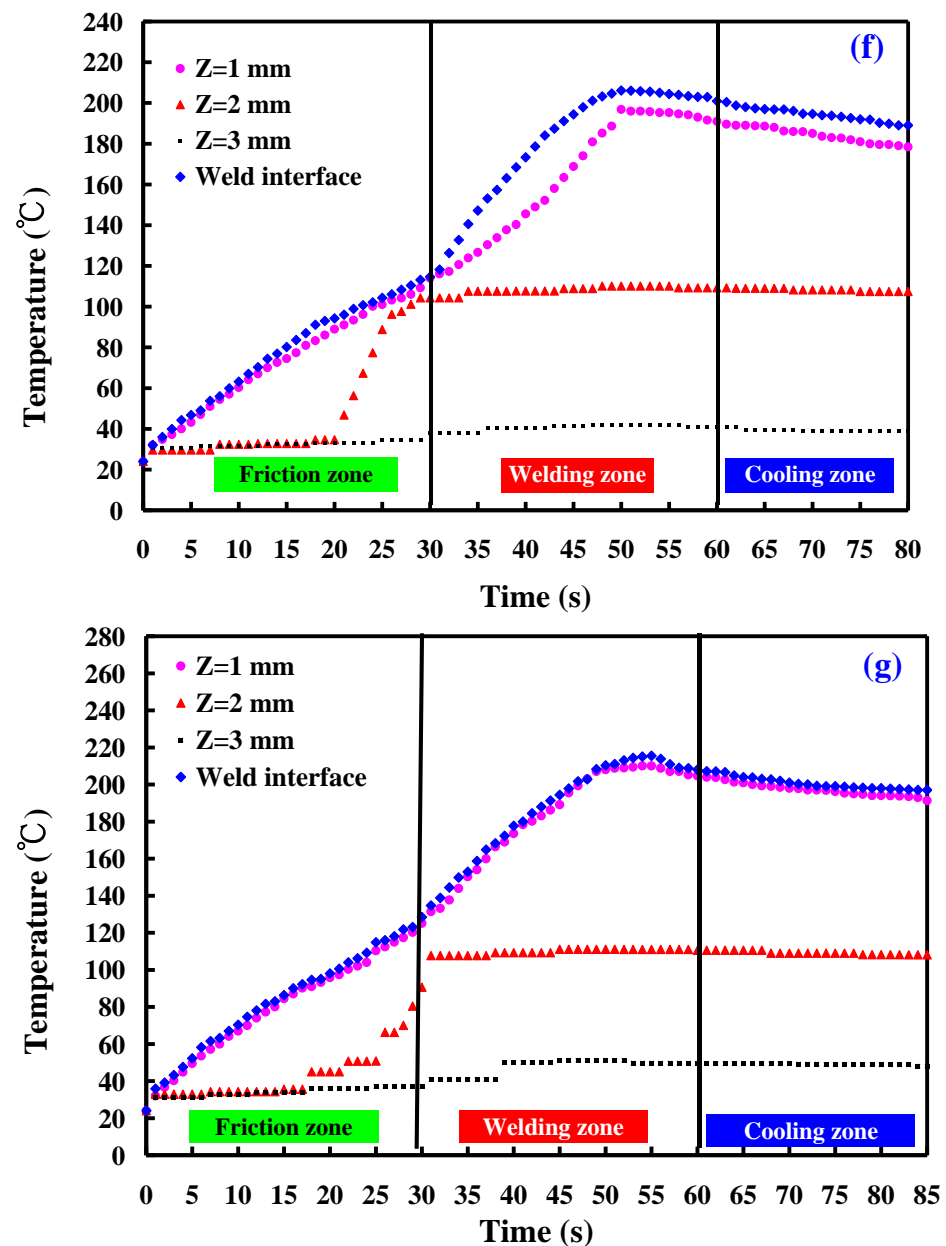 240
220
200
180
160
140
120
100
80
60
40
20
0
Temperature (℃)
(f)
Z=1 mm
Z=2 mm
Z=3 mm
Weld interface
Friction zone
Welding zone
Cooling zone
0 5 10 15 20 25 30 35 40 45 50 55 60 65 70 75 80
Time (s)
280
260
240
220
200
180
160
140
120
100
80
60
40
20
0
Temperature (℃)
(g)
Z=1 mm
Z=2 mm
Z=3 mm
Weld interface
Friction zone
Welding zone
Cooling zone
0 5 10 15 20 25 30 35 40 45 50 55 60 65 70 75 80 85
Time (s)